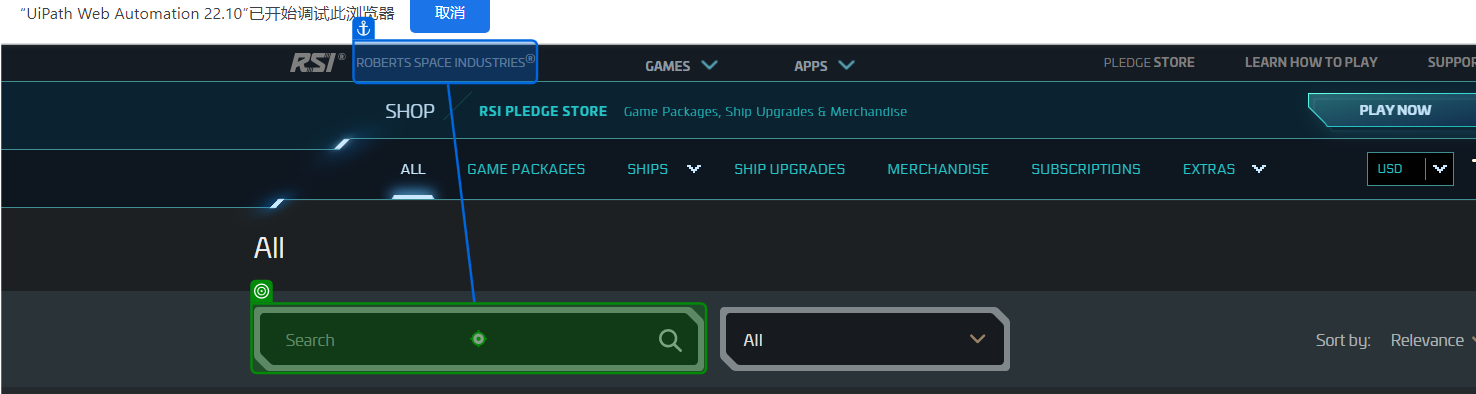 “UiPath Web Automation 22.10”已开始调试此浏览器 取消
RSI® ROBERTS SPACE INDUSTRIES® GAMES APPS PLEDGE STORE LEARN HOW TO PLAY SUPPOR
SHOP RSI PLEDGE STORE Game Packages, Ship Upgrades & Merchandise PLAY NOW
ALL GAME PACKAGES SHIPS SHIP UPGRADES MERCHANDISE SUBSCRIPTIONS EXTRAS USD
All
Search All Sort by: Relevance